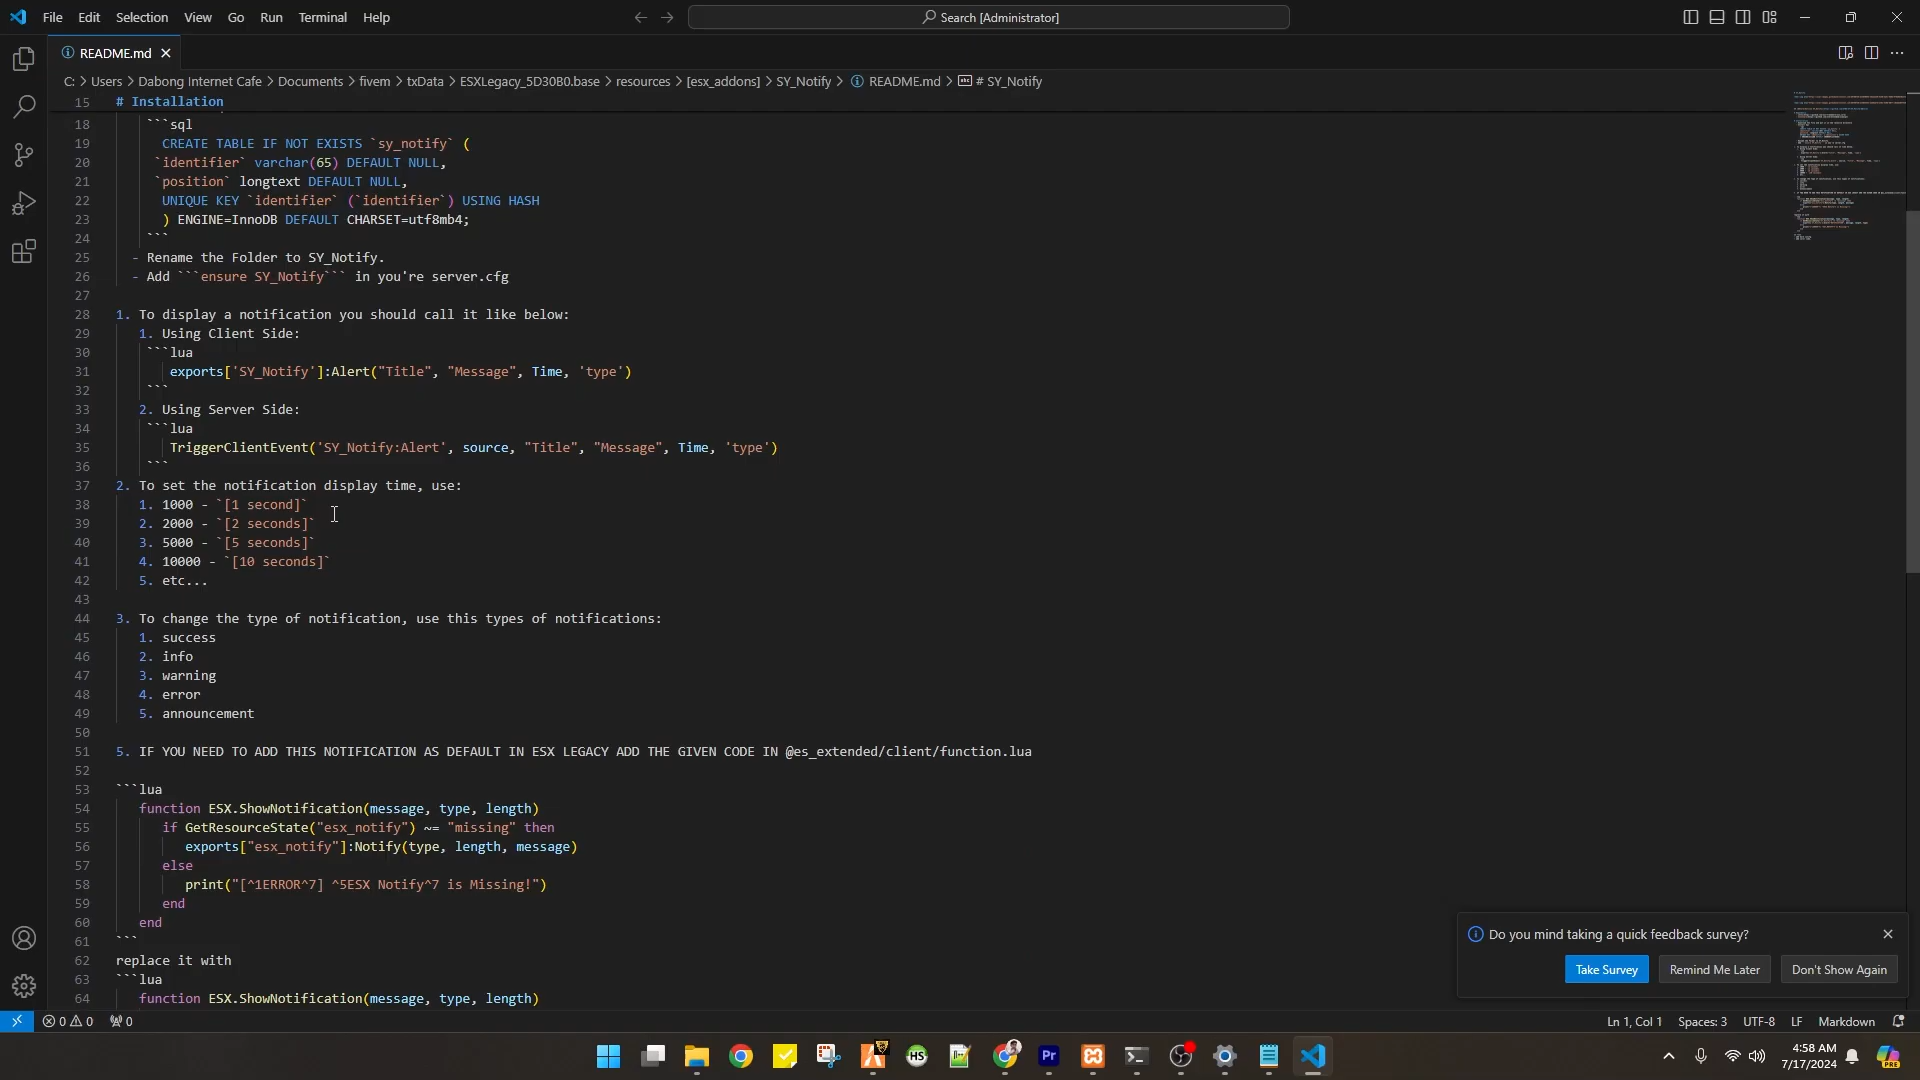 File Edit Selection View Go Run Terminal Help
Search [Administrator]
README.md
C: > Users > Dabong Internet Cafe > Documents > fivem > txData > ESXLegacy_5D30B0.base > resources > [esx_addons] > SY_Notify > README.md > # SY_Notify
15 # Installation
18 ```sql
19 CREATE TABLE IF NOT EXISTS `sy_notify` (
20 `identifier` varchar(65) DEFAULT NULL,
21 `position` longtext DEFAULT NULL,
22 UNIQUE KEY `identifier` (`identifier`) USING HASH
23 ) ENGINE=InnoDB DEFAULT CHARSET=utf8mb4;
24 ```
25 - Rename the Folder to SY_Notify.
26 - Add ```ensure SY_Notify``` in you're server.cfg
27
28 1. To display a notification you should call it like below:
29 1. Using Client Side:
30 ```lua
31 exports['SY_Notify']:Alert("Title", "Message", Time, 'type')
32 ```
33 2. Using Server Side:
34 ```lua
35 TriggerClientEvent('SY_Notify:Alert', source, "Title", "Message", Time, 'type')
36 ```
37 2. To set the notification display time, use:
38 1. 1000 - `[1 second]`
39 2. 2000 - `[2 seconds]`
40 3. 5000 - `[5 seconds]`
41 4. 10000 - `[10 seconds]`
42 5. etc...
43
44 3. To change the type of notification, use this types of notifications:
45 1. success
46 2. info
47 3. warning
48 4. error
49 5. announcement
50
51 5. IF YOU NEED TO ADD THIS NOTIFICATION AS DEFAULT IN ESX LEGACY ADD THE GIVEN CODE IN @es_extended/client/function.lua
52
53 ```lua
54 function ESX.ShowNotification(message, type, length)
55 if GetResourceState("esx_notify") ~= "missing" then
56 exports["esx_notify"]:Notify(type, length, message)
57 else
58 print("[^1ERROR^7] ^5ESX Notify^7 is Missing!")
59 end
60 end
61 ```
62 replace it with
63 ```lua
64 function ESX.ShowNotification(message, type, length)
Do you mind taking a quick feedback survey?
Take Survey Remind Me Later Don't Show Again
0 0 0 Ln 1, Col 1 Spaces: 3 UTF-8 LF Markdown
HS Pr 4:58 AM
7/17/2024 PRE